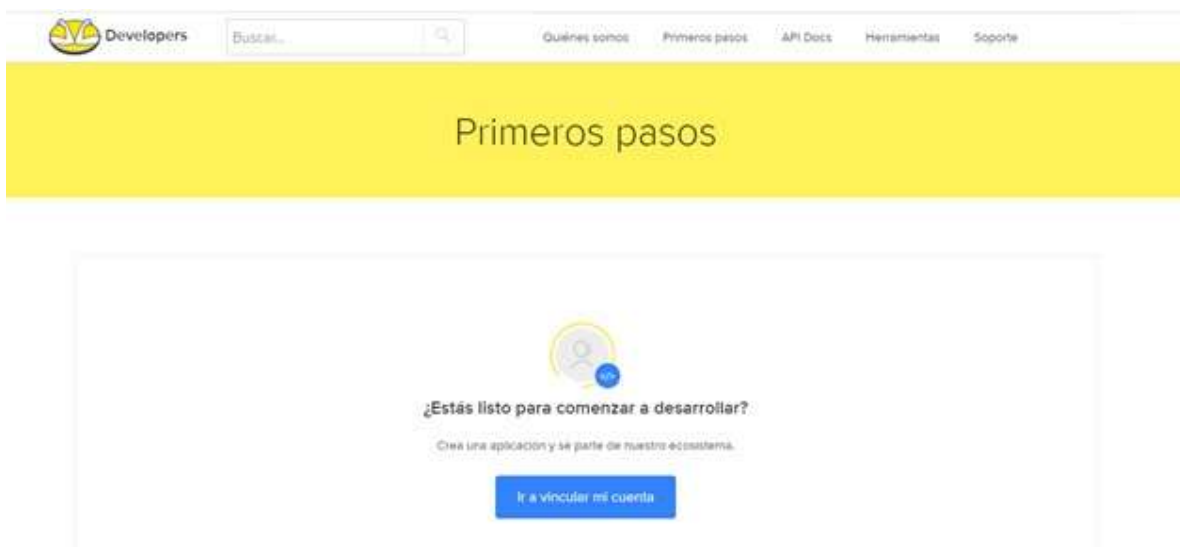 Developers
Buscar...
Quiénes somos
Primeros pasos
API Docs
Herramientas
Soporte
Primeros pasos
¿Estás listo para comenzar a desarrollar?
Crea una aplicación y se parte de nuestro ecosistema.
Ir a vincular mi cuenta